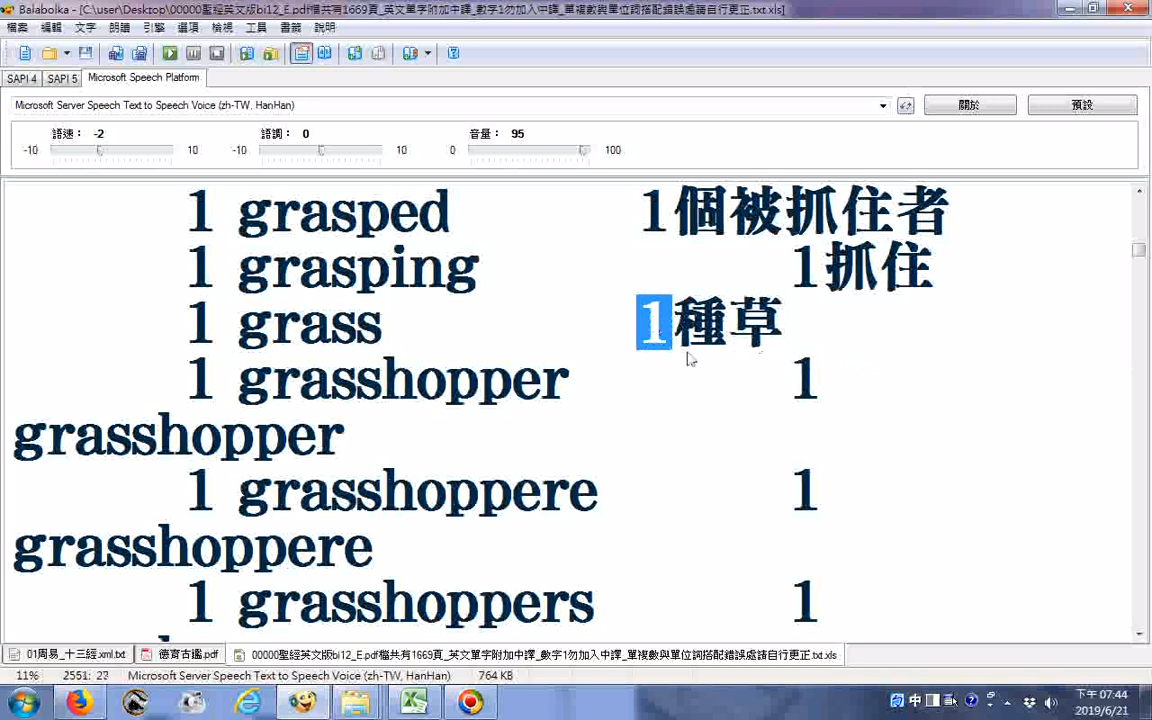 Balabolka - [C:\user\Desktop\00000聖經英文版bi12_E.pdf檔共有1669頁_英文單字附加中譯_數字1勿加入中譯_單複數與單位詞搭配錯誤處請自行更正.txt.xls]
檔案 編輯 文字 朗讀 引擎 選項 檢視 工具 書籤 說明
SAPI 4 SAPI 5 Microsoft Speech Platform
Microsoft Server Speech Text to Speech Voice (zh-TW, HanHan) 關於 預設
語速： -2 語調： 0 音量： 95
-10 10 -10 10 0 100
1 grasped 1個被抓住者
1 grasping 1抓住
1 grass 1種草
1 grasshopper 1
grasshopper
1 grasshoppere 1
grasshoppere
1 grasshoppers 1
01周易_十三經.xml.txt 德育古鑑.pdf 00000聖經英文版bi12_E.pdf檔共有1669頁_英文單字附加中譯_數字1勿加入中譯_單複數與單位詞搭配錯誤處請自行更正.txt.xls
11% 2551: 23 Microsoft Server Speech Text to Speech Voice (zh-TW, HanHan) 764 KB
中 下午 07:44
2019/6/21